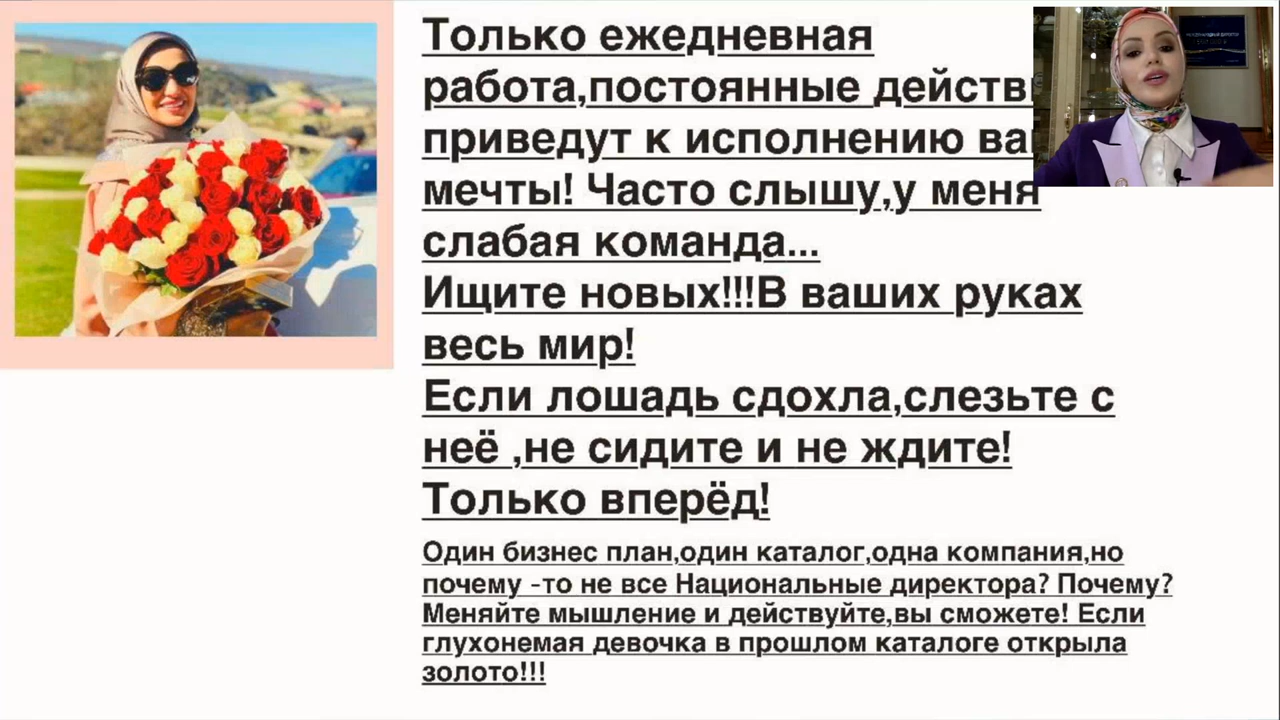 Только ежедневная
работа,постоянные
приведут к исполнению
мечты! Часто слышу,у меня
слабая команда...
Ищите новых!!!В ваших руках
весь мир!
Если лошадь сдохла,слезьте с
неё ,не сидите и не ждите!
Только вперёд!
Один бизнес план,один каталог,одна компания,но
почему -то не все Национальные директора? Почему?
Меняйте мышление и действуйте,вы сможете! Если
глухонемая девочка в прошлом каталоге открыла
золото!!!